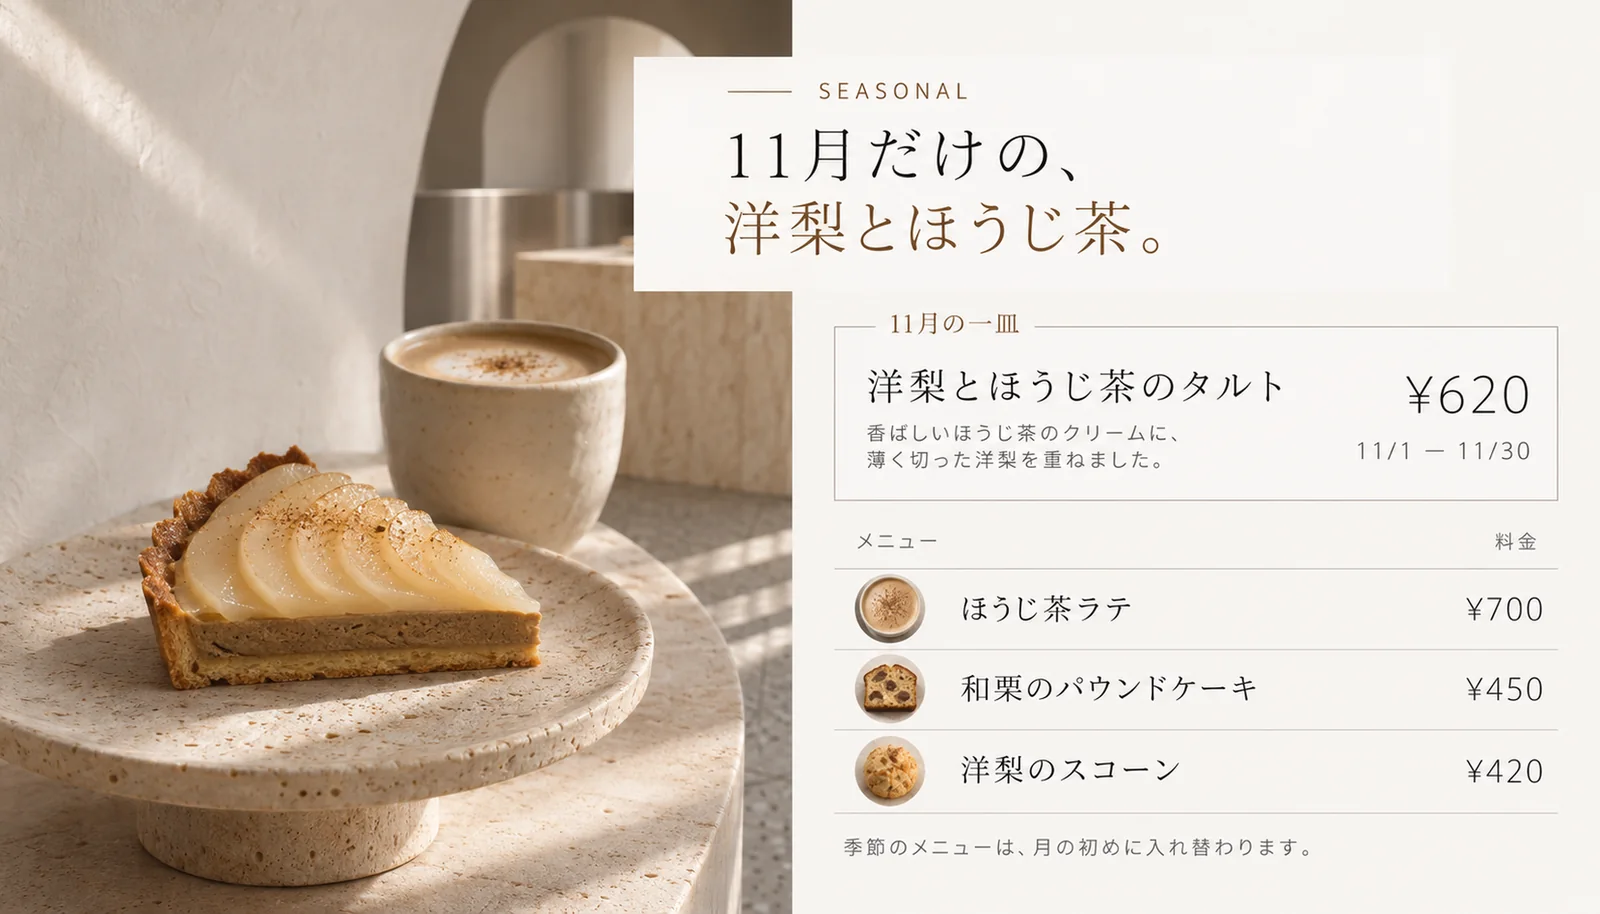 SEASONAL
11月だけの、
洋梨とほうじ茶。
11月の一皿
洋梨とほうじ茶のタルト
¥620
香ばしいほうじ茶のクリームに、
薄く切った洋梨を重ねました。
11/1 — 11/30
メニュー
料金
ほうじ茶ラテ
¥700
和栗のパウンドケーキ
¥450
洋梨のスコーン
¥420
季節のメニューは、月の初めに入れ替わります。